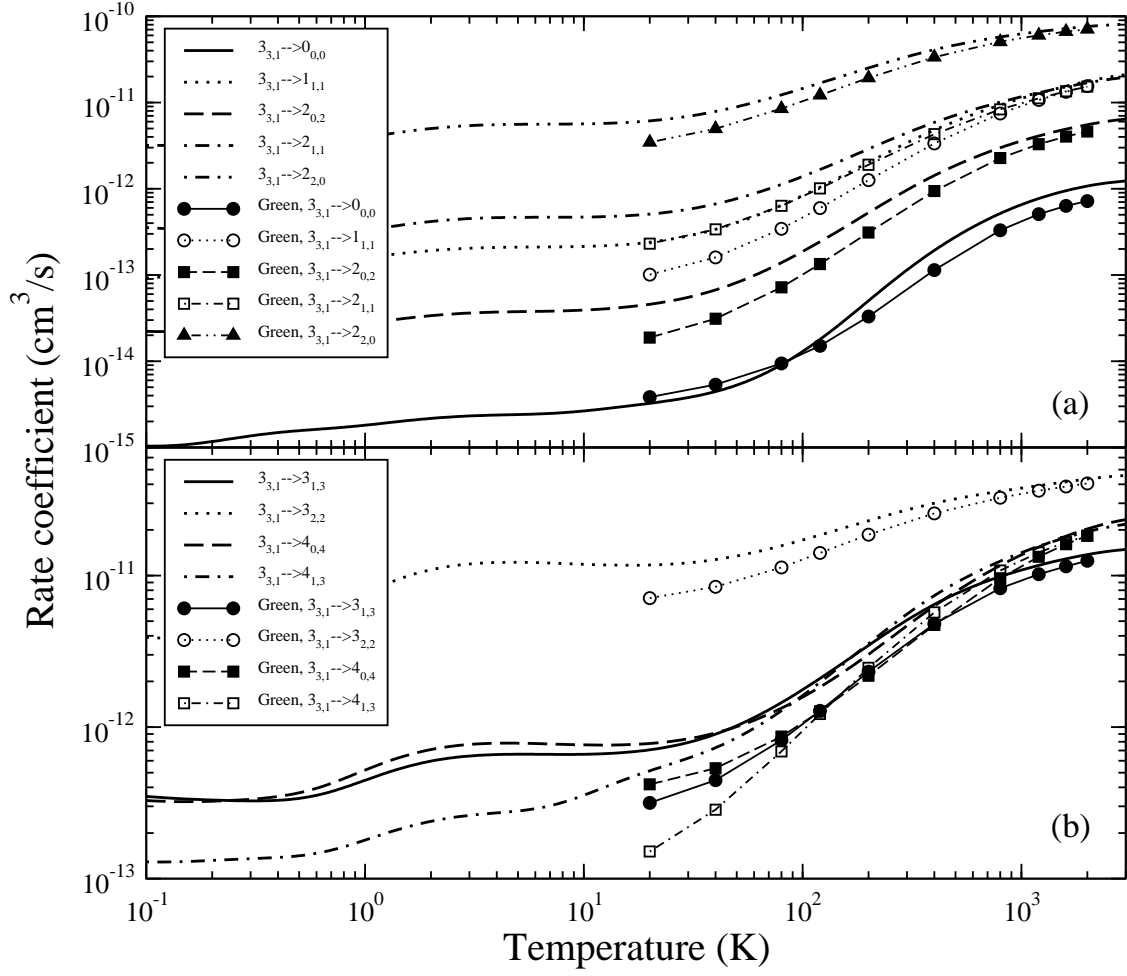 10^-10
10^-11
10^-12
10^-13
10^-14
10^-15
3_3,1-->0_0,0
3_3,1-->1_1,1
3_3,1-->2_0,2
3_3,1-->2_1,1
3_3,1-->2_2,0
Green, 3_3,1-->0_0,0
Green, 3_3,1-->1_1,1
Green, 3_3,1-->2_0,2
Green, 3_3,1-->2_1,1
Green, 3_3,1-->2_2,0
(a)
Rate coefficient (cm^3/s)
10^-15
10^-11
10^-12
10^-13
3_3,1-->3_1,3
3_3,1-->3_2,2
3_3,1-->4_0,4
3_3,1-->4_1,3
Green, 3_3,1-->3_1,3
Green, 3_3,1-->3_2,2
Green, 3_3,1-->4_0,4
Green, 3_3,1-->4_1,3
(b)
10^-1 10^0 10^1 10^2 10^3
Temperature (K)